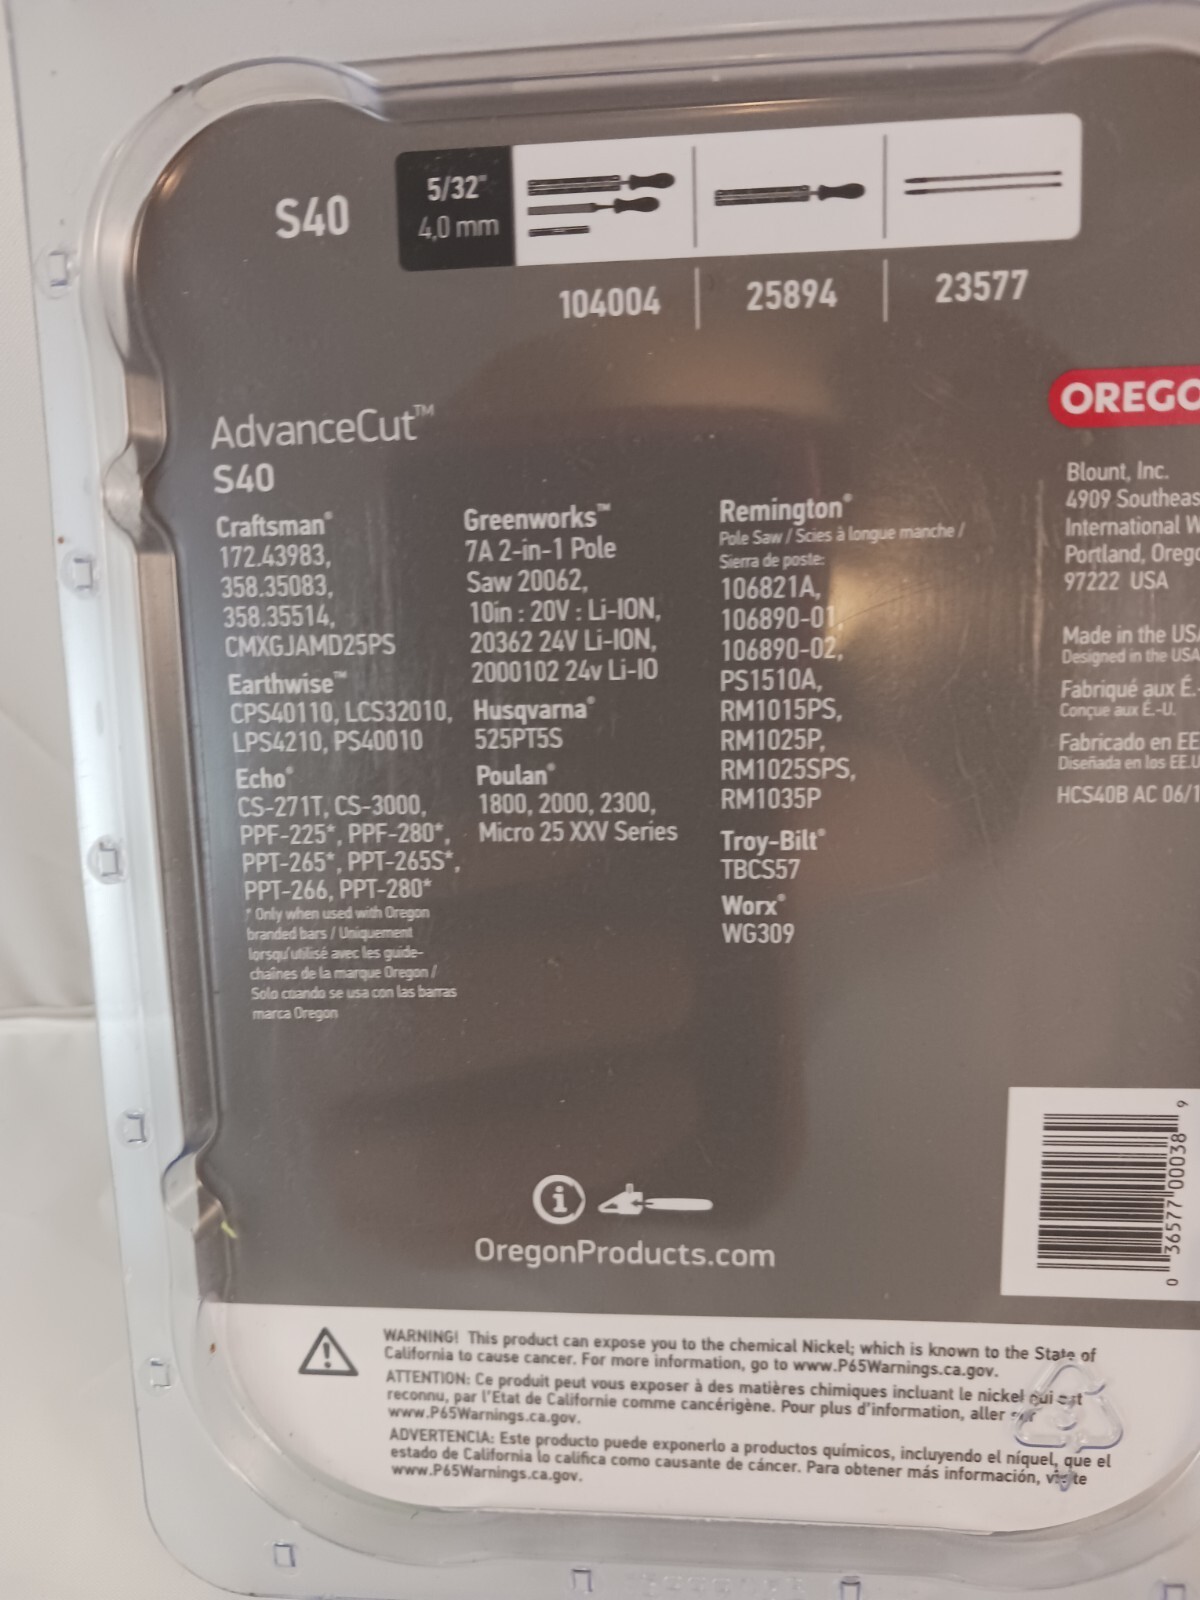 S40
5/32"
4,0 mm
104004
25894
23577
AdvanceCut™
S40
Craftsman®
172.43983,
358.35083,
358.35514,
CMXGJAMD25PS
Earthwise™
CPS40110, LCS32010,
LPS4210, PS40010
Echo®
CS-271T, CS-3000,
PPF-225*, PPF-280*,
PPT-265*, PPT-265S*,
PPT-266, PPT-280*
* Only when used with Oregon
branded bars / Uniquement
lorsqu'utilisé avec les guide-
chaînes de la marque Oregon /
Solo cuando se usa con las barras
marca Oregon
Greenworks™
7A 2-in-1 Pole
Saw 20062,
10in : 20V : Li-ION,
20362 24V Li-ION,
2000102 24v Li-IO
Husqvarna®
525PT5S
Poulan®
1800, 2000, 2300,
Micro 25 XXV Series
Remington®
Pole Saw / Scies à longue manche /
Sierra de poste:
106821A,
106890-01,
106890-02,
PS1510A,
RM1015PS,
RM1025P,
RM1025SPS,
RM1035P
Troy-Bilt®
TBCS57
Worx®
WG309
OREGO
Blount, Inc.
4909 Southeas
International W
Portland, Orego
97222 USA
Made in the USA
Designed in the USA
Fabriqué aux É.-
Conçue aux É.-U.
Fabricado en EE
Diseñada en los EE.U
HCS40B AC 06/1
0 36577 00038 9
OregonProducts.com
WARNING! This product can expose you to the chemical Nickel; which is known to the State of
California to cause cancer. For more information, go to www.P65Warnings.ca.gov.
ATTENTION: Ce produit peut vous exposer à des matières chimiques incluant le nickel qui est
reconnu, par l'Etat de Californie comme cancérigène. Pour plus d'information, aller sur
www.P65Warnings.ca.gov.
ADVERTENCIA: Este producto puede exponerlo a productos químicos, incluyendo el níquel, que el
estado de California lo califica como causante de cáncer. Para obtener más información, visite
www.P65Warnings.ca.gov.